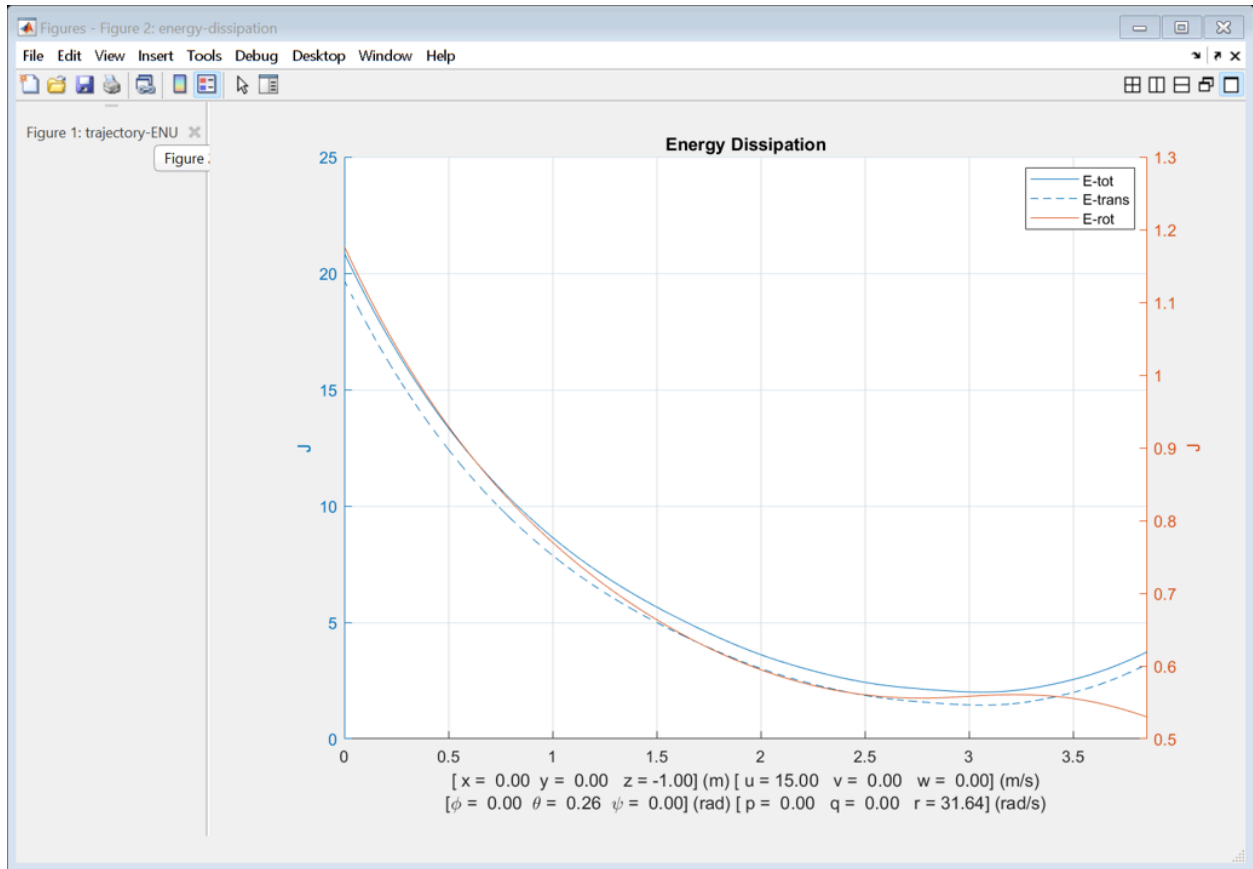 Figures - Figure 2: energy-dissipation
File Edit View Insert Tools Debug Desktop Window Help
Figure 1: trajectory-ENU
Figure
Energy Dissipation
25
20
15
10
5
0
J
1.3
1.2
1.1
1
0.9
0.8
0.7
0.6
0.5
J
E-tot
E-trans
E-rot
0 0.5 1 1.5 2 2.5 3 3.5
[ x = 0.00 y = 0.00 z = -1.00] (m) [ u = 15.00 v = 0.00 w = 0.00] (m/s)
[ϕ = 0.00 θ = 0.26 ψ = 0.00] (rad) [ p = 0.00 q = 0.00 r = 31.64] (rad/s)